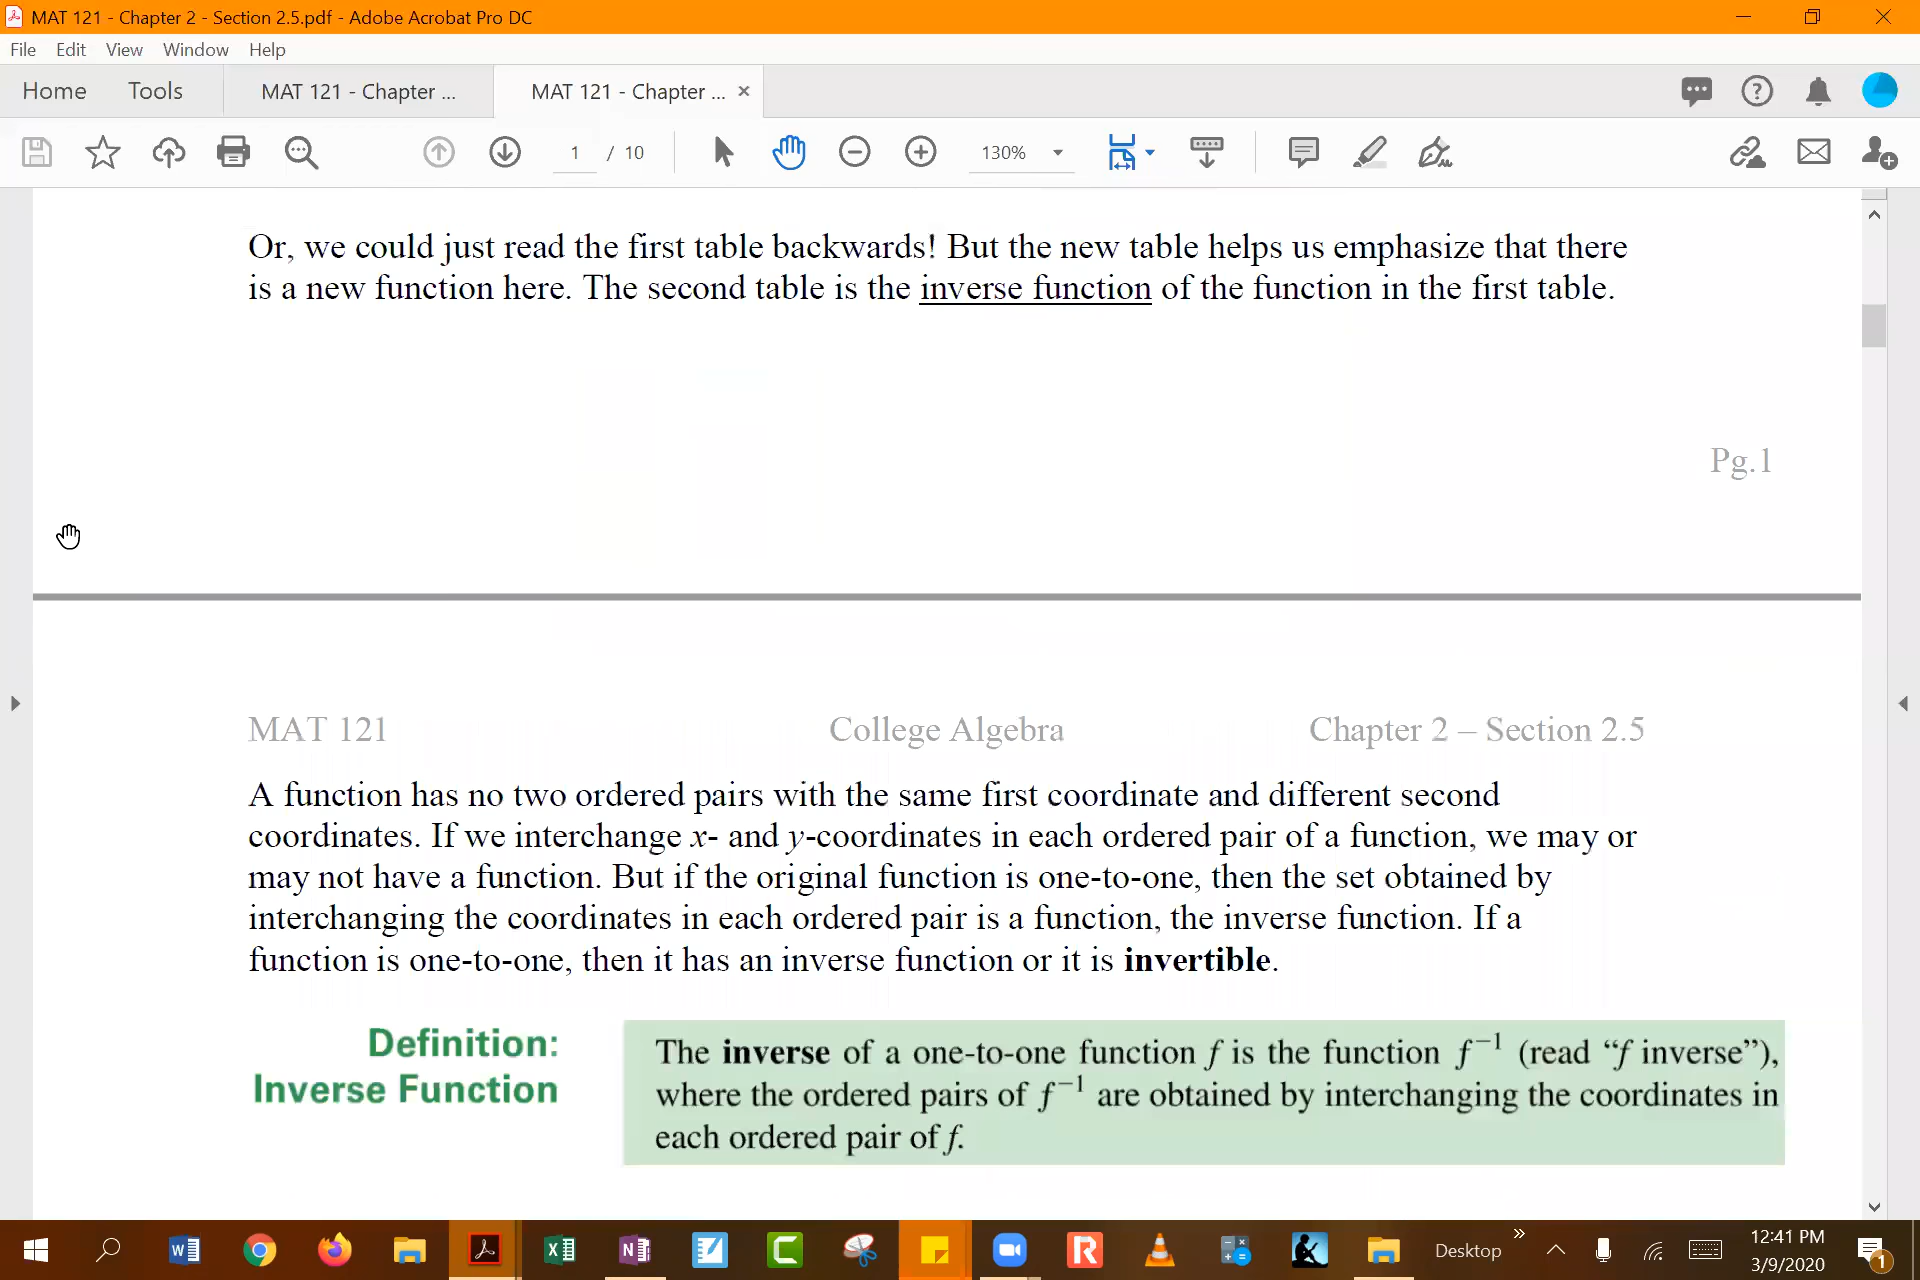 MAT 121 - Chapter 2 - Section 2.5.pdf - Adobe Acrobat Pro DC
File Edit View Window Help
Home Tools MAT 121 - Chapter ... MAT 121 - Chapter ... ×
1 / 10 130%
Or, we could just read the first table backwards! But the new table helps us emphasize that there
is a new function here. The second table is the inverse function of the function in the first table.
Pg.1
MAT 121 College Algebra Chapter 2 – Section 2.5
A function has no two ordered pairs with the same first coordinate and different second
coordinates. If we interchange x- and y-coordinates in each ordered pair of a function, we may or
may not have a function. But if the original function is one-to-one, then the set obtained by
interchanging the coordinates in each ordered pair is a function, the inverse function. If a
function is one-to-one, then it has an inverse function or it is invertible.
Definition:
Inverse Function
The inverse of a one-to-one function f is the function f⁻¹ (read “f inverse”),
where the ordered pairs of f⁻¹ are obtained by interchanging the coordinates in
each ordered pair of f.
Desktop
12:41 PM
3/9/2020
1